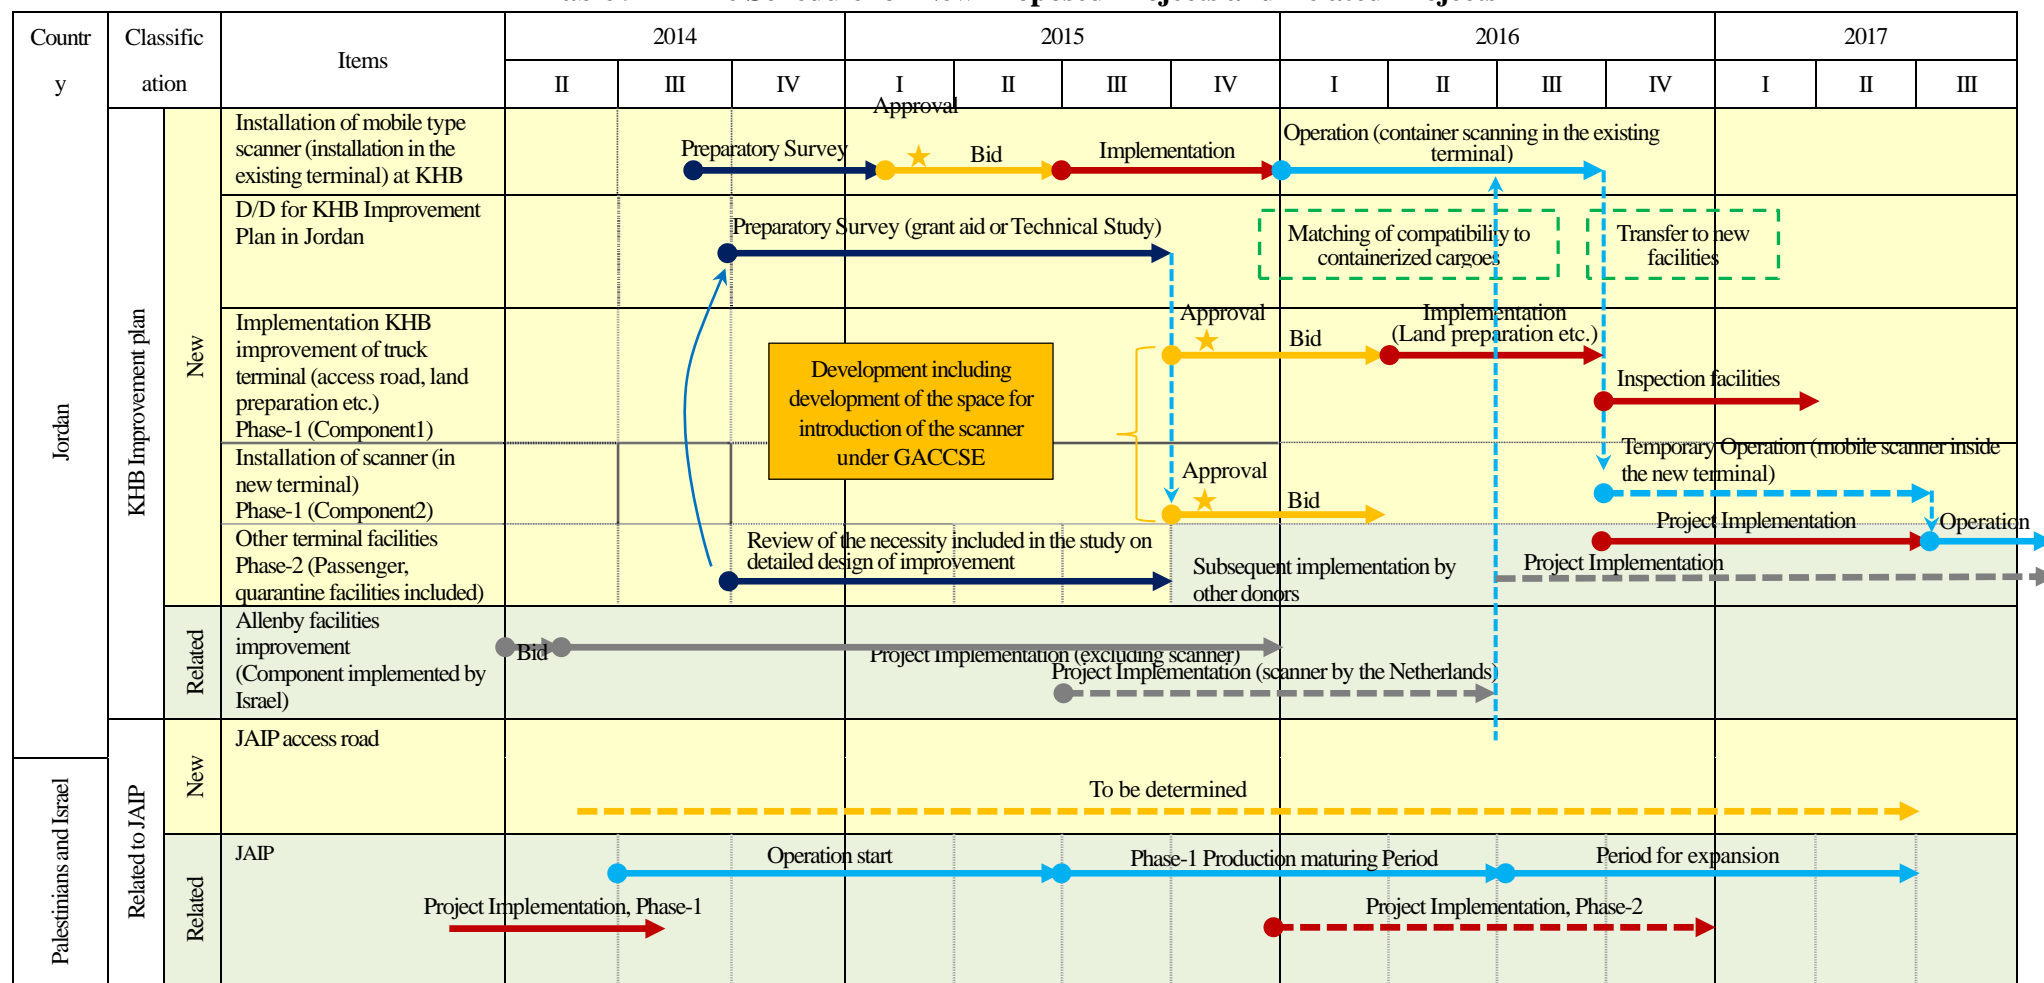 Countr
y
Classific
ation
Items
2014
2015
2016
2017
II
III
IV
I
II
III
IV
I
II
III
IV
I
II
III
Jordan
Palestinians and Israel
KHB Improvement plan
Related to JAIP
New
Related
New
Related
Installation of mobile type
scanner (installation in the
existing terminal) at KHB
Preparatory Survey
Approval
Bid
Implementation
Operation (container scanning in the existing
terminal)
D/D for KHB Improvement
Plan in Jordan
Preparatory Survey (grant aid or Technical Study)
Matching of compatibility to
containerized cargoes
Transfer to new
facilities
Implementation KHB
improvement of truck
terminal (access road, land
preparation etc.)
Phase-1 (Component1)
Development including
development of the space for
introduction of the scanner
under GACCSE
Approval
Bid
Implementation
(Land preparation etc.)
Inspection facilities
Installation of scanner (in
new terminal)
Phase-1 (Component2)
Approval
Bid
Temporary Operation (mobile scanner inside
the new terminal)
Project Implementation
Operation
Other terminal facilities
Phase-2 (Passenger,
quarantine facilities included)
Review of the necessity included in the study on
detailed design of improvement
Subsequent implementation by
other donors
Project Implementation
Allenby facilities
improvement
(Component implemented by
Israel)
Bid
Project Implementation (excluding scanner)
Project Implementation (scanner by the Netherlands)
JAIP access road
To be determined
JAIP
Operation start
Phase-1 Production maturing Period
Period for expansion
Project Implementation, Phase-1
Project Implementation, Phase-2